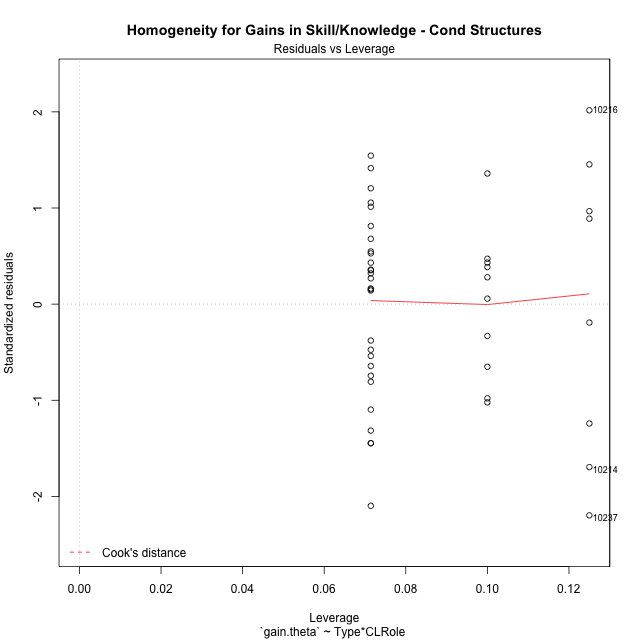 Homogeneity for Gains in Skill/Knowledge - Cond Structures
Residuals vs Leverage
2
1
0
-1
-2
Standardized residuals
10216
10214
10237
Cook's distance
0.00 0.02 0.04 0.06 0.08 0.10 0.12
Leverage
`gain.theta` ~ Type*CLRole